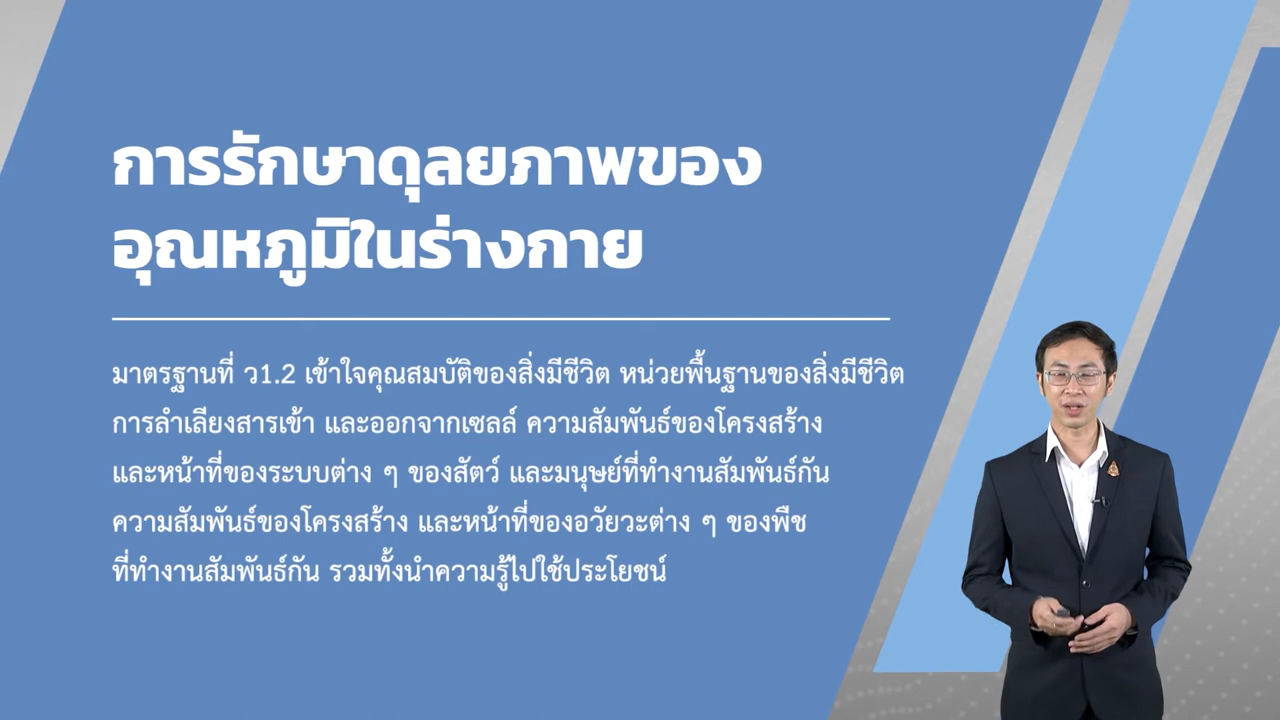 การรักษาดุลยภาพของ
อุณหภูมิในร่างกาย
มาตรฐานที่ ว1.2 เข้าใจคุณสมบัติของสิ่งมีชีวิต หน่วยพื้นฐานของสิ่งมีชีวิต
การลำเลียงสารเข้า และออกจากเซลล์ ความสัมพันธ์ของโครงสร้าง
และหน้าที่ของระบบต่าง ๆ ของสัตว์ และมนุษย์ที่ทำงานสัมพันธ์กัน
ความสัมพันธ์ของโครงสร้าง และหน้าที่ของอวัยวะต่าง ๆ ของพืช
ที่ทำงานสัมพันธ์กัน รวมทั้งนำความรู้ไปใช้ประโยชน์